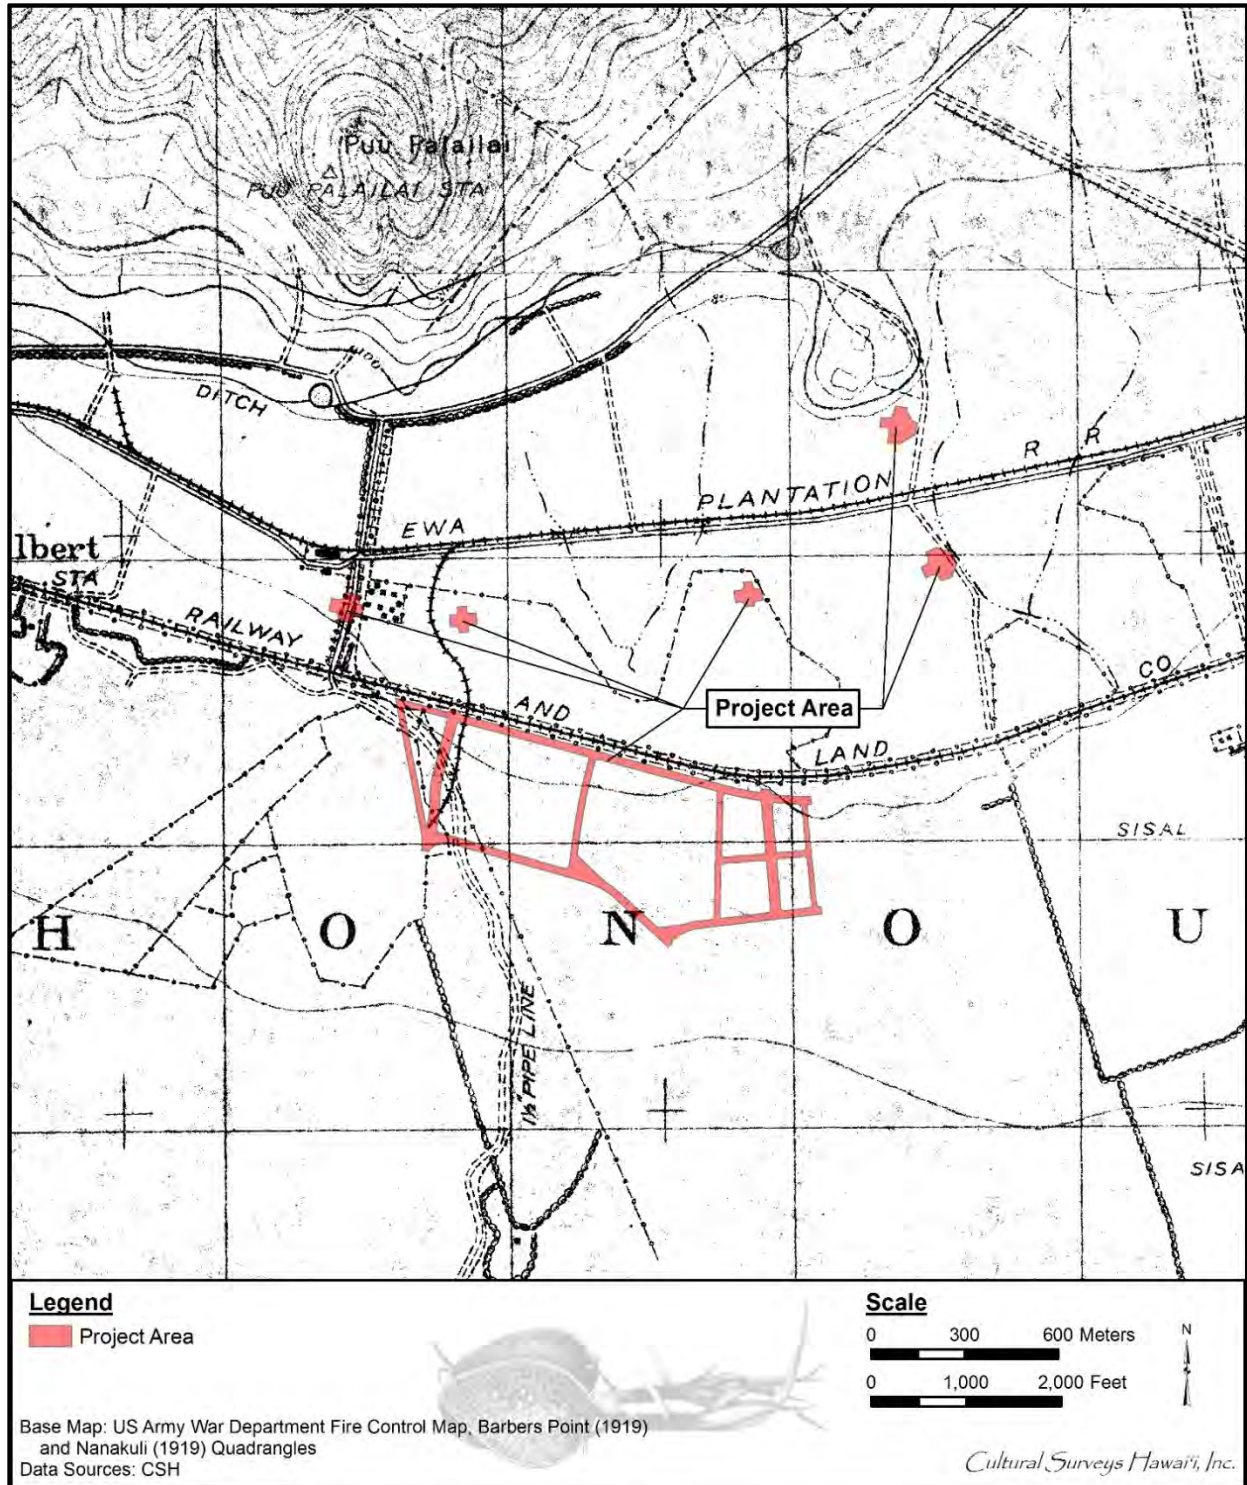 Puu Palailai
PUU PALAILAI STA
DITCH
100
R R
PLANTATION
EWA
lbert
STA
RAILWAY
AND
Project Area
CO
LAND
SISAL
H O N O U
1½" PIPE LINE
SISA
Legend
Project Area
Scale
0 300 600 Meters
0 1,000 2,000 Feet
N
Base Map: US Army War Department Fire Control Map, Barbers Point (1919)
and Nanakuli (1919) Quadrangles
Data Sources: CSH
Cultural Surveys Hawai'i, Inc.